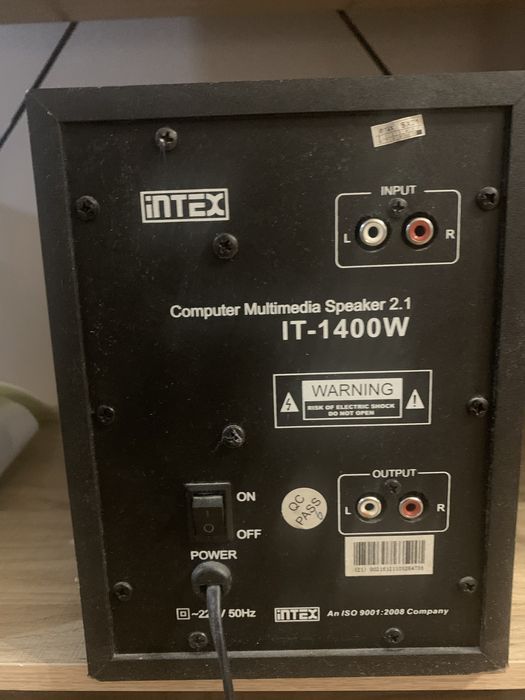 INTEX
INPUT
L R
Computer Multimedia Speaker 2.1
IT-1400W
WARNING
RISK OF ELECTRIC SHOCK
DO NOT OPEN
ON
OFF
POWER
QC
PASS
6
OUTPUT
L R
50Hz
INTEX
An ISO 9001:2008 Company